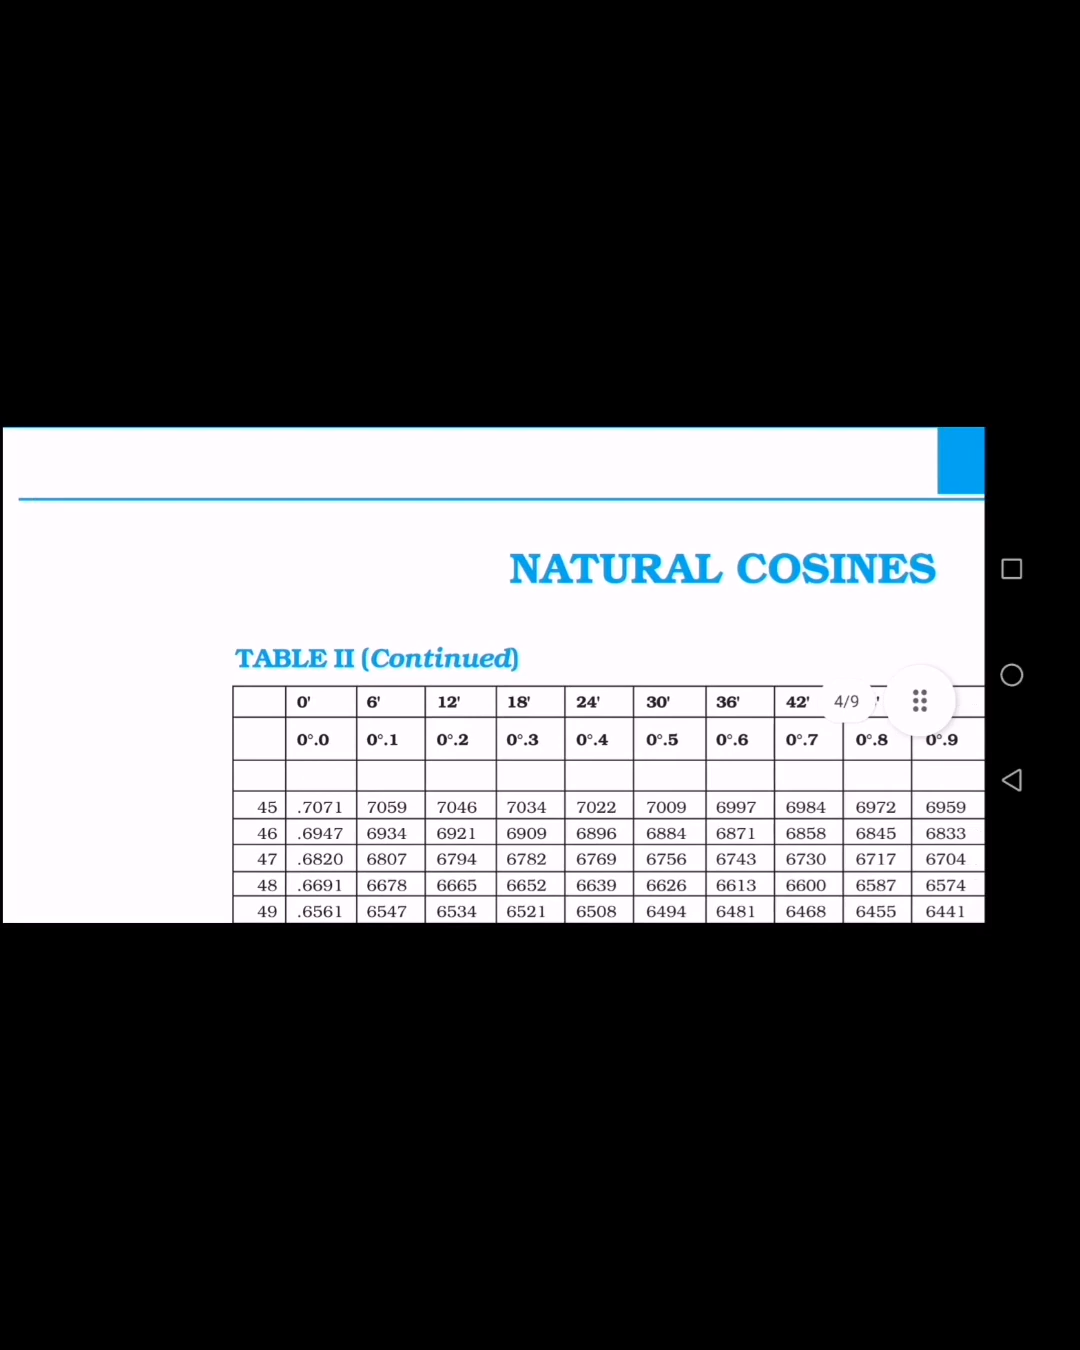 NATURAL COSINES
TABLE II (Continued)
0' 6' 12' 18' 24' 30' 36' 42' 4/9 '
0°.0 0°.1 0°.2 0°.3 0°.4 0°.5 0°.6 0°.7 0°.8 0°.9
45 .7071 7059 7046 7034 7022 7009 6997 6984 6972 6959
46 .6947 6934 6921 6909 6896 6884 6871 6858 6845 6833
47 .6820 6807 6794 6782 6769 6756 6743 6730 6717 6704
48 .6691 6678 6665 6652 6639 6626 6613 6600 6587 6574
49 .6561 6547 6534 6521 6508 6494 6481 6468 6455 6441